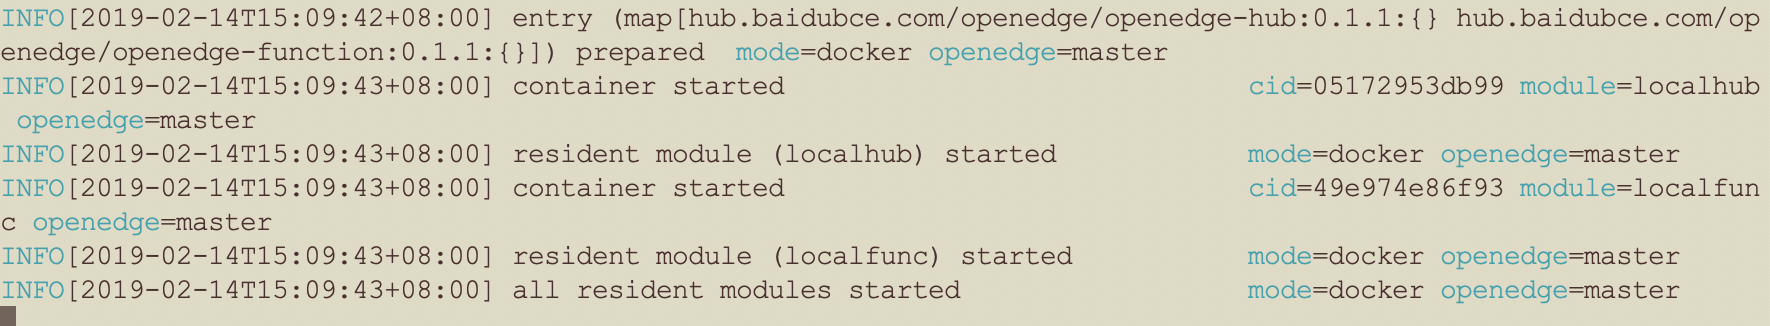 INFO[2019-02-14T15:09:42+08:00] entry (map[hub.baidubce.com/openedge/openedge-hub:0.1.1:{} hub.baidubce.com/op
enedge/openedge-function:0.1.1:{}]) prepared  mode=docker openedge=master
INFO[2019-02-14T15:09:43+08:00] container started                             cid=05172953db99 module=localhub
 openedge=master
INFO[2019-02-14T15:09:43+08:00] resident module (localhub) started            mode=docker openedge=master
INFO[2019-02-14T15:09:43+08:00] container started                             cid=49e974e86f93 module=localfun
c openedge=master
INFO[2019-02-14T15:09:43+08:00] resident module (localfunc) started           mode=docker openedge=master
INFO[2019-02-14T15:09:43+08:00] all resident modules started                  mode=docker openedge=master